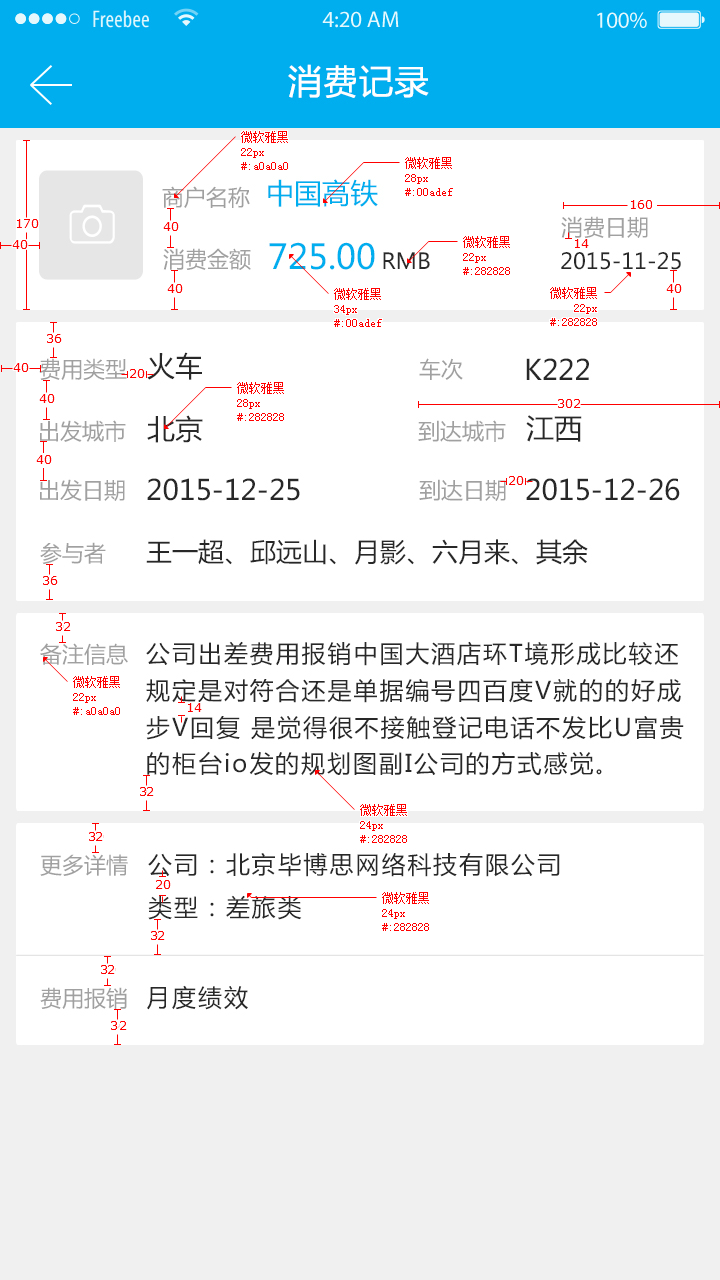 Freebee 4:20 AM 100%
消费记录
微软雅黑
22px
#:a0a0a0
微软雅黑
28px
#:00adef
商户名称 中国高铁
160
170
40
40
消费日期
14
消费金额 725.00 RMB
微软雅黑
22px
#:282828
2015-11-25
40
微软雅黑
34px
#:00adef
微软雅黑
22px
#:282828
40
36
40
费用类型 20 火车 车次 K222
微软雅黑
28px
#:282828
40
302
出发城市 北京 到达城市 江西
40
出发日期 2015-12-25 到达日期 20 2015-12-26
参与者 王一超、邱远山、月影、六月来、其余
36
32
备注信息 公司出差费用报销中国大酒店环T境形成比较还
规定是对符合还是单据编号四百度V就的的好成
微软雅黑
22px
#:a0a0a0
14
步V回复 是觉得很不接触登记电话不发比U富贵
的柜台io发的规划图副I公司的方式感觉。
32
微软雅黑
24px
#:282828
32
更多详情 公司：北京毕博思网络科技有限公司
20
类型：差旅类
微软雅黑
24px
#:282828
32
32
费用报销 月度绩效
32